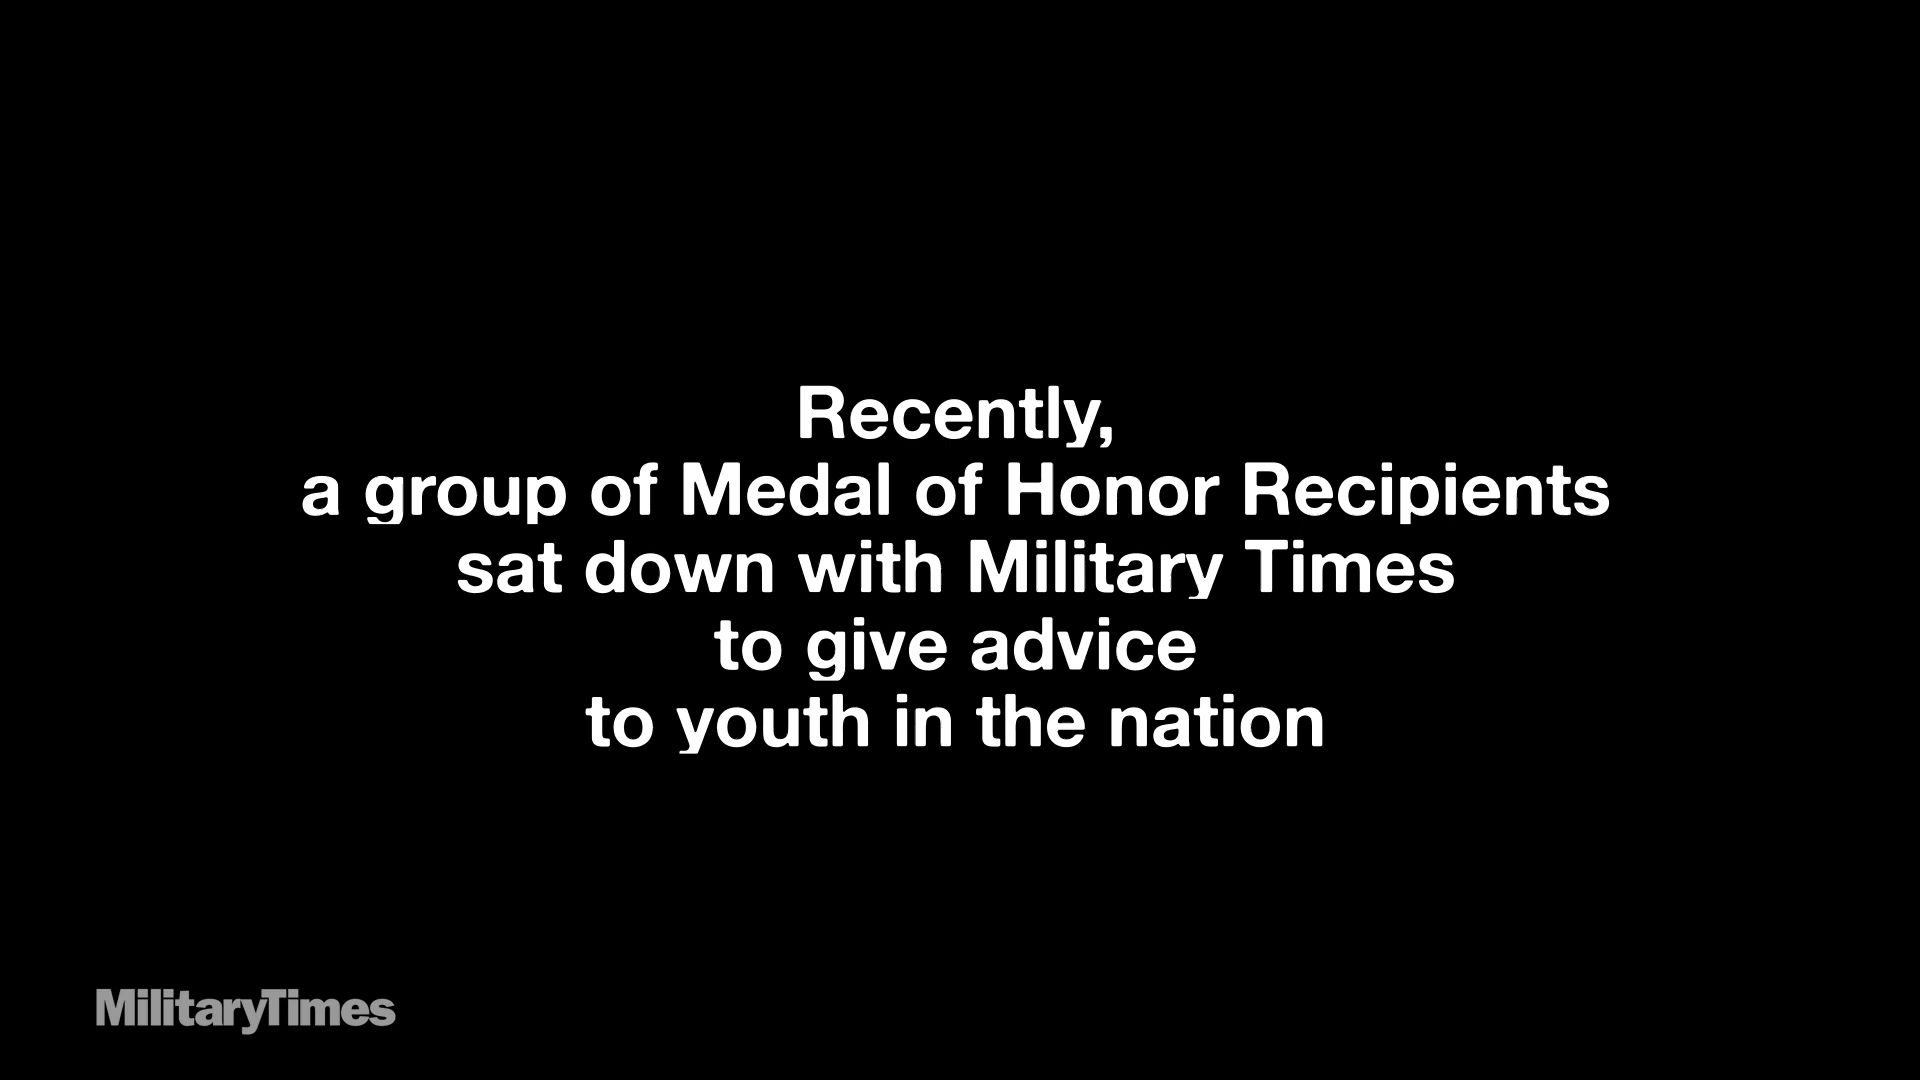 Recently,
a group of Medal of Honor Recipients
sat down with Military Times
to give advice
to youth in the nation
MilitaryTimes